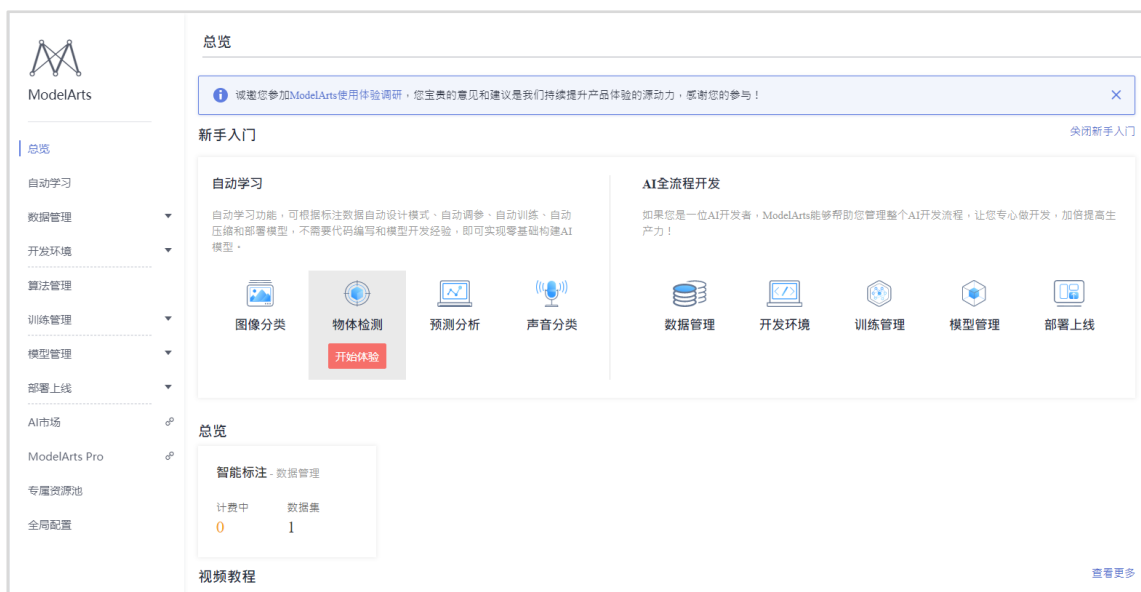 ModelArts
总览
自动学习
数据管理
开发环境
算法管理
训练管理
模型管理
部署上线
AI市场
ModelArts Pro
专属资源池
全局配置
总览
诚邀您参加ModelArts使用体验调研，您宝贵的意见和建议是我们持续提升产品体验的源动力，感谢您的参与！
新手入门
关闭新手入门
自动学习
自动学习功能，可根据标注数据自动设计模式、自动调参、自动训练、自动
压缩和部署模型，不需要代码编写和模型开发经验，即可实现零基础构建AI
模型。
图像分类
物体检测
预测分析
声音分类
开始体验
AI全流程开发
如果您是一位AI开发者，ModelArts能够帮助您管理整个AI开发流程，让您专心做开发，加倍提高生
产力！
数据管理
开发环境
训练管理
模型管理
部署上线
总览
智能标注 - 数据管理
计费中 数据集
0 1
视频教程
查看更多